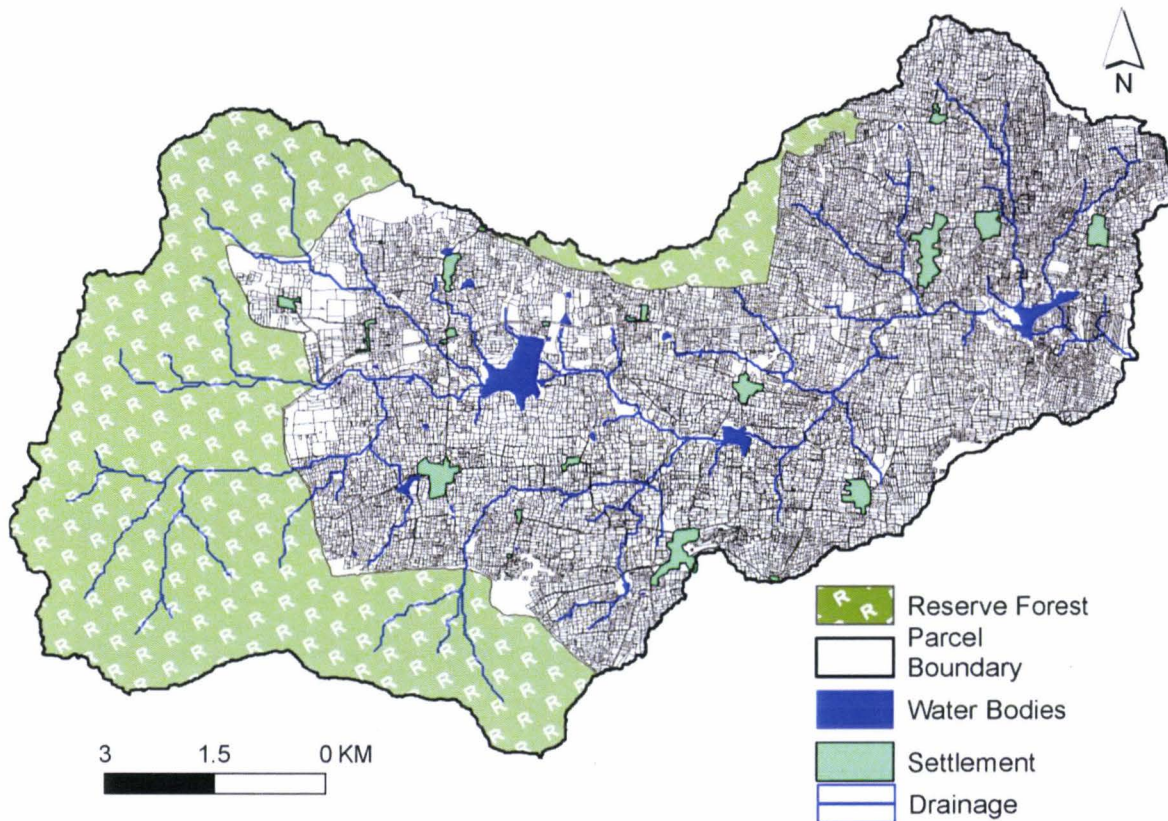 N
Reserve Forest
Parcel
Boundary
Water Bodies
Settlement
Drainage
3 1.5 0 KM